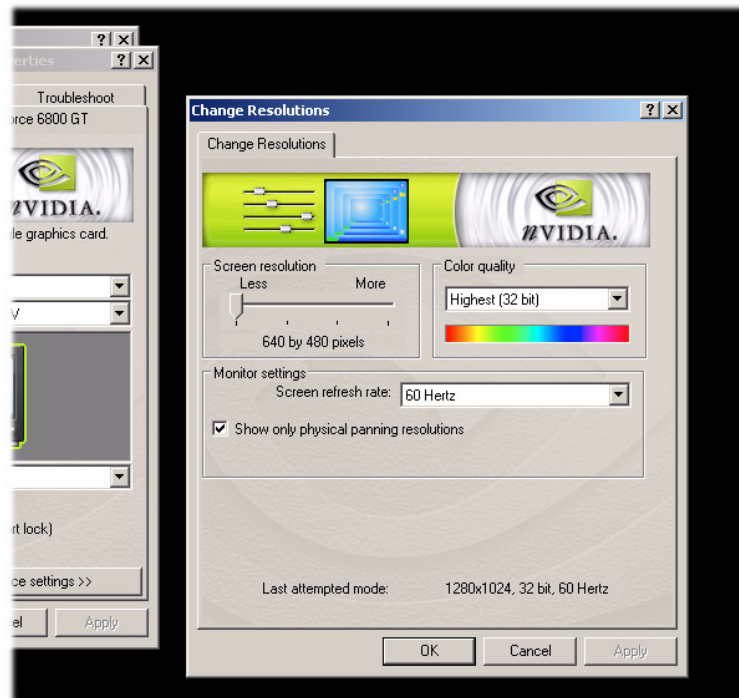 erties
Troubleshoot
orce 6800 GT
NVIDIA.
le graphics card.
V
rt lock)
ce settings >>
el
Apply
Change Resolutions
Change Resolutions
NVIDIA.
Screen resolution
Less
More
640 by 480 pixels
Color quality
Highest (32 bit)
Monitor settings
Screen refresh rate:
60 Hertz
Show only physical panning resolutions
Last attempted mode:
1280x1024, 32 bit, 60 Hertz
OK
Cancel
Apply